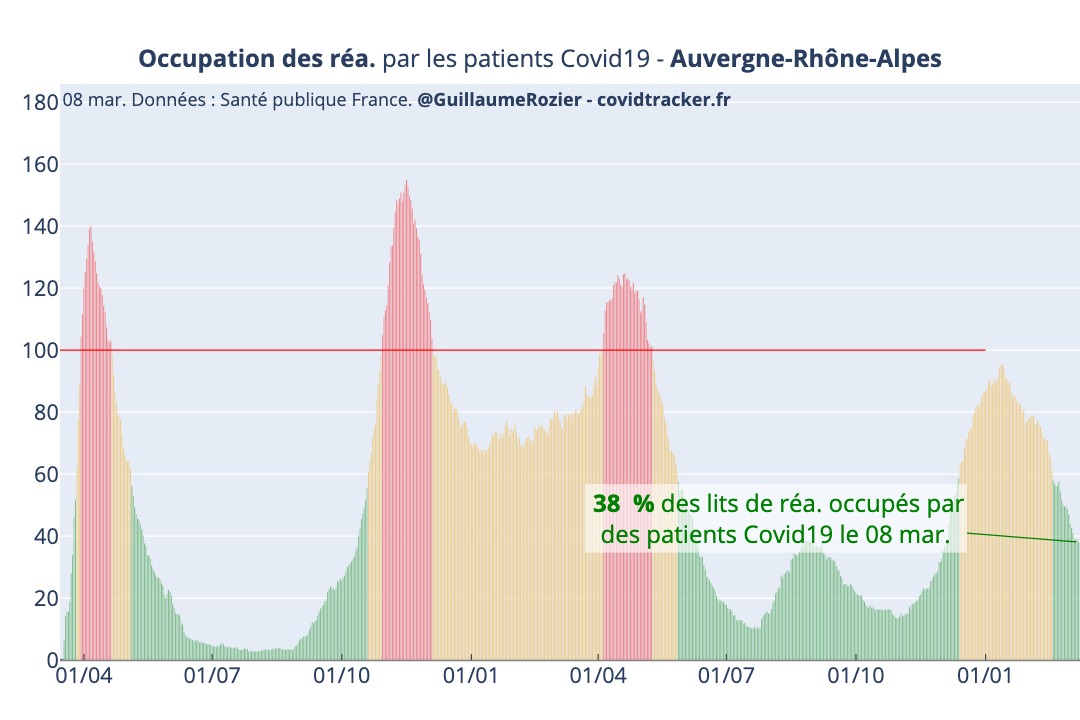 Occupation des réa. par les patients Covid19 - Auvergne-Rhône-Alpes
08 mar. Données : Santé publique France. @GuillaumeRozier - covidtracker.fr
180
160
140
120
100
80
60
40
20
0
38 % des lits de réa. occupés par
des patients Covid19 le 08 mar.
01/04 01/07 01/10 01/01 01/04 01/07 01/10 01/01